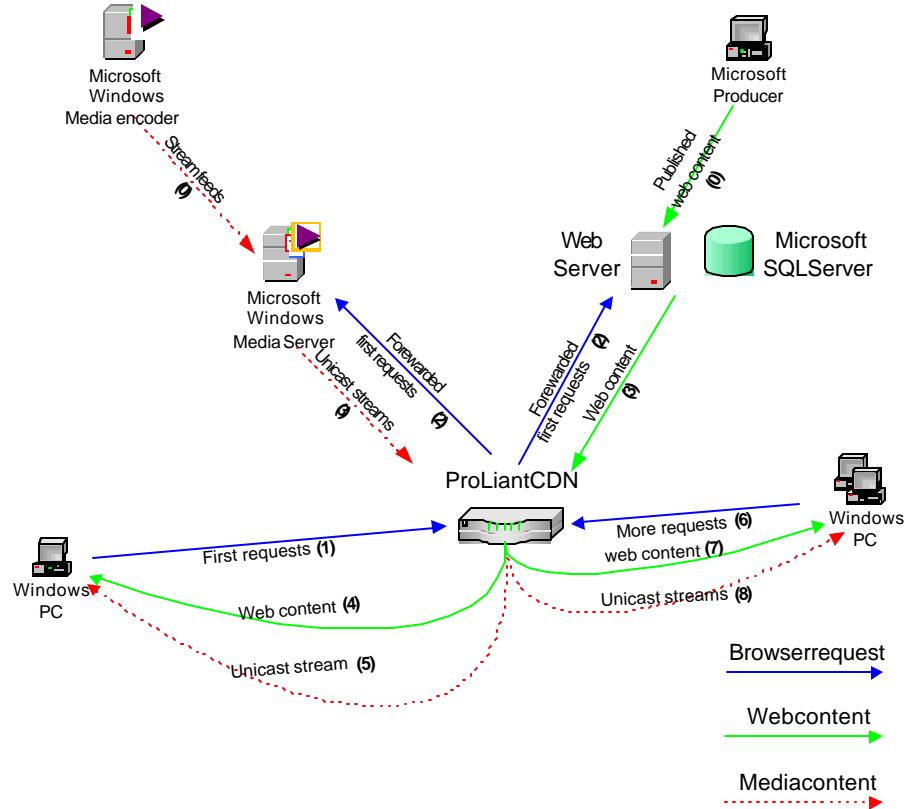 Microsoft
Windows
Media encoder
Microsoft
Producer
Stream feeds
(0)
Published
web content
(0)
Web
Server
Microsoft
SQLServer
Microsoft
Windows
Media Server
Forewarded
first requests
(2)
Unicast streams
(3)
Forewarded
first requests (2)
Web content
(3)
ProLiantCDN
First requests (1)
More requests (6)
web content (7)
Windows
PC
Windows
PC
Web content (4)
Unicast streams (8)
Unicast stream (5)
Browserrequest
Webcontent
Mediacontent